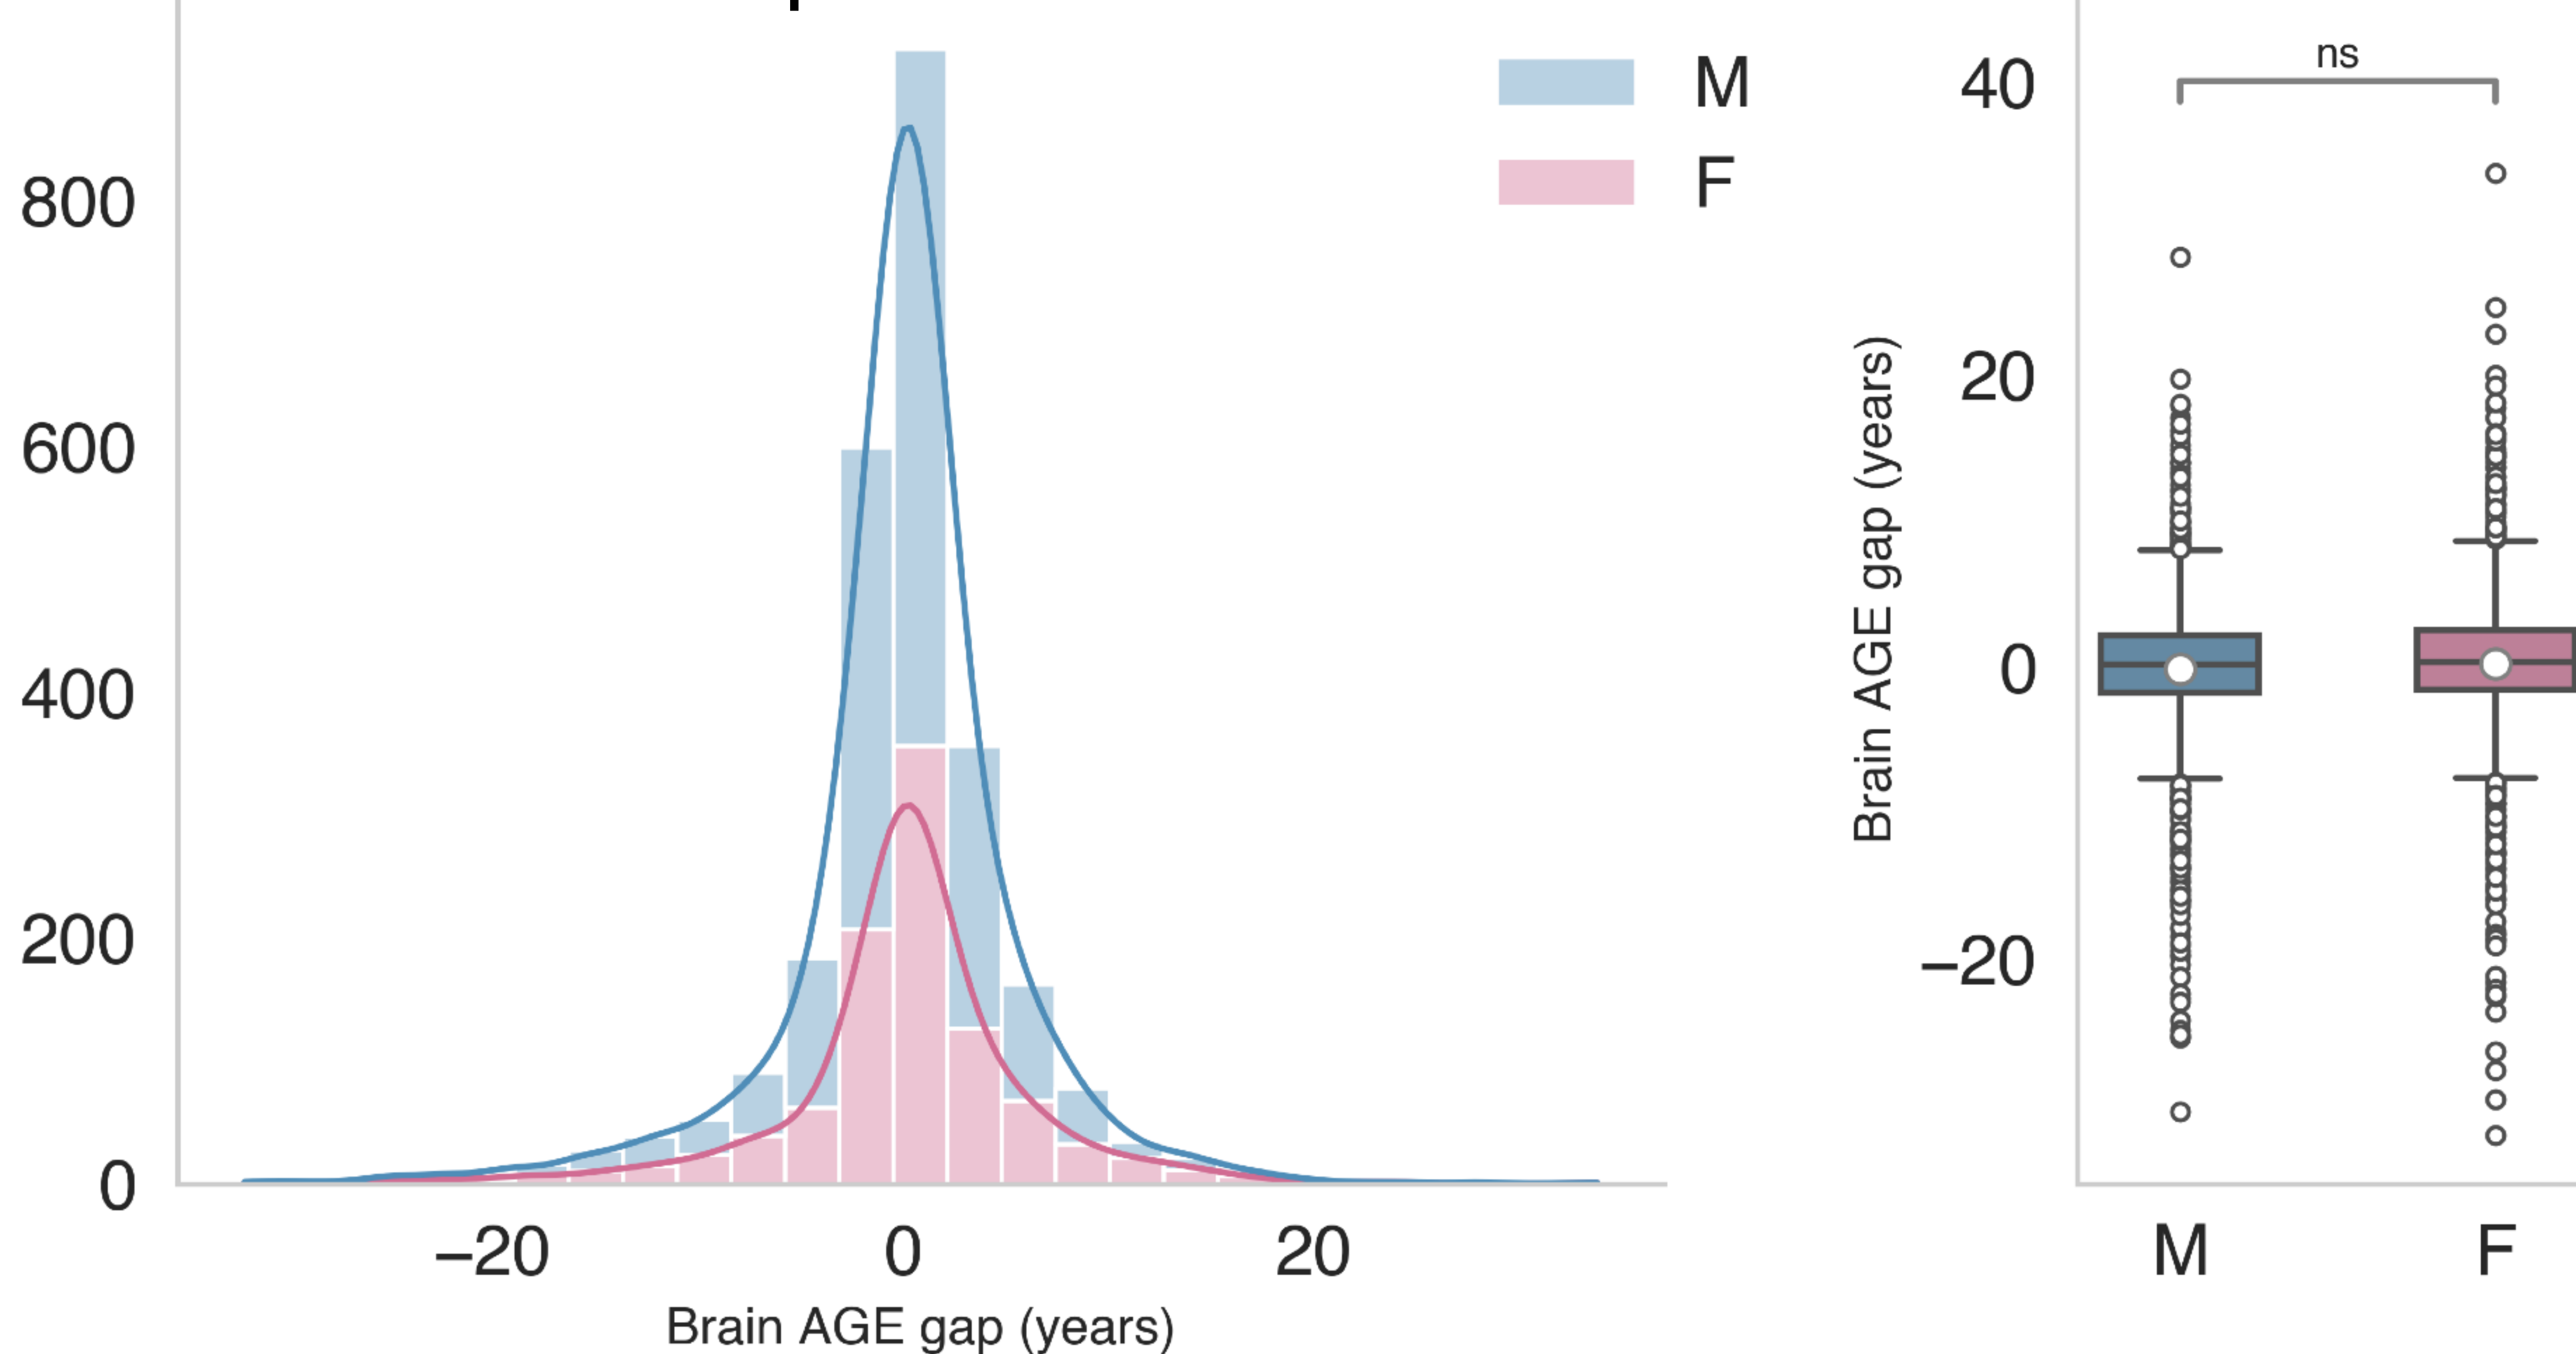 M
F
800
600
400
200
0
−20 0 20
Brain AGE gap (years)
ns
40
20
0
−20
Brain AGE gap (years)
M F